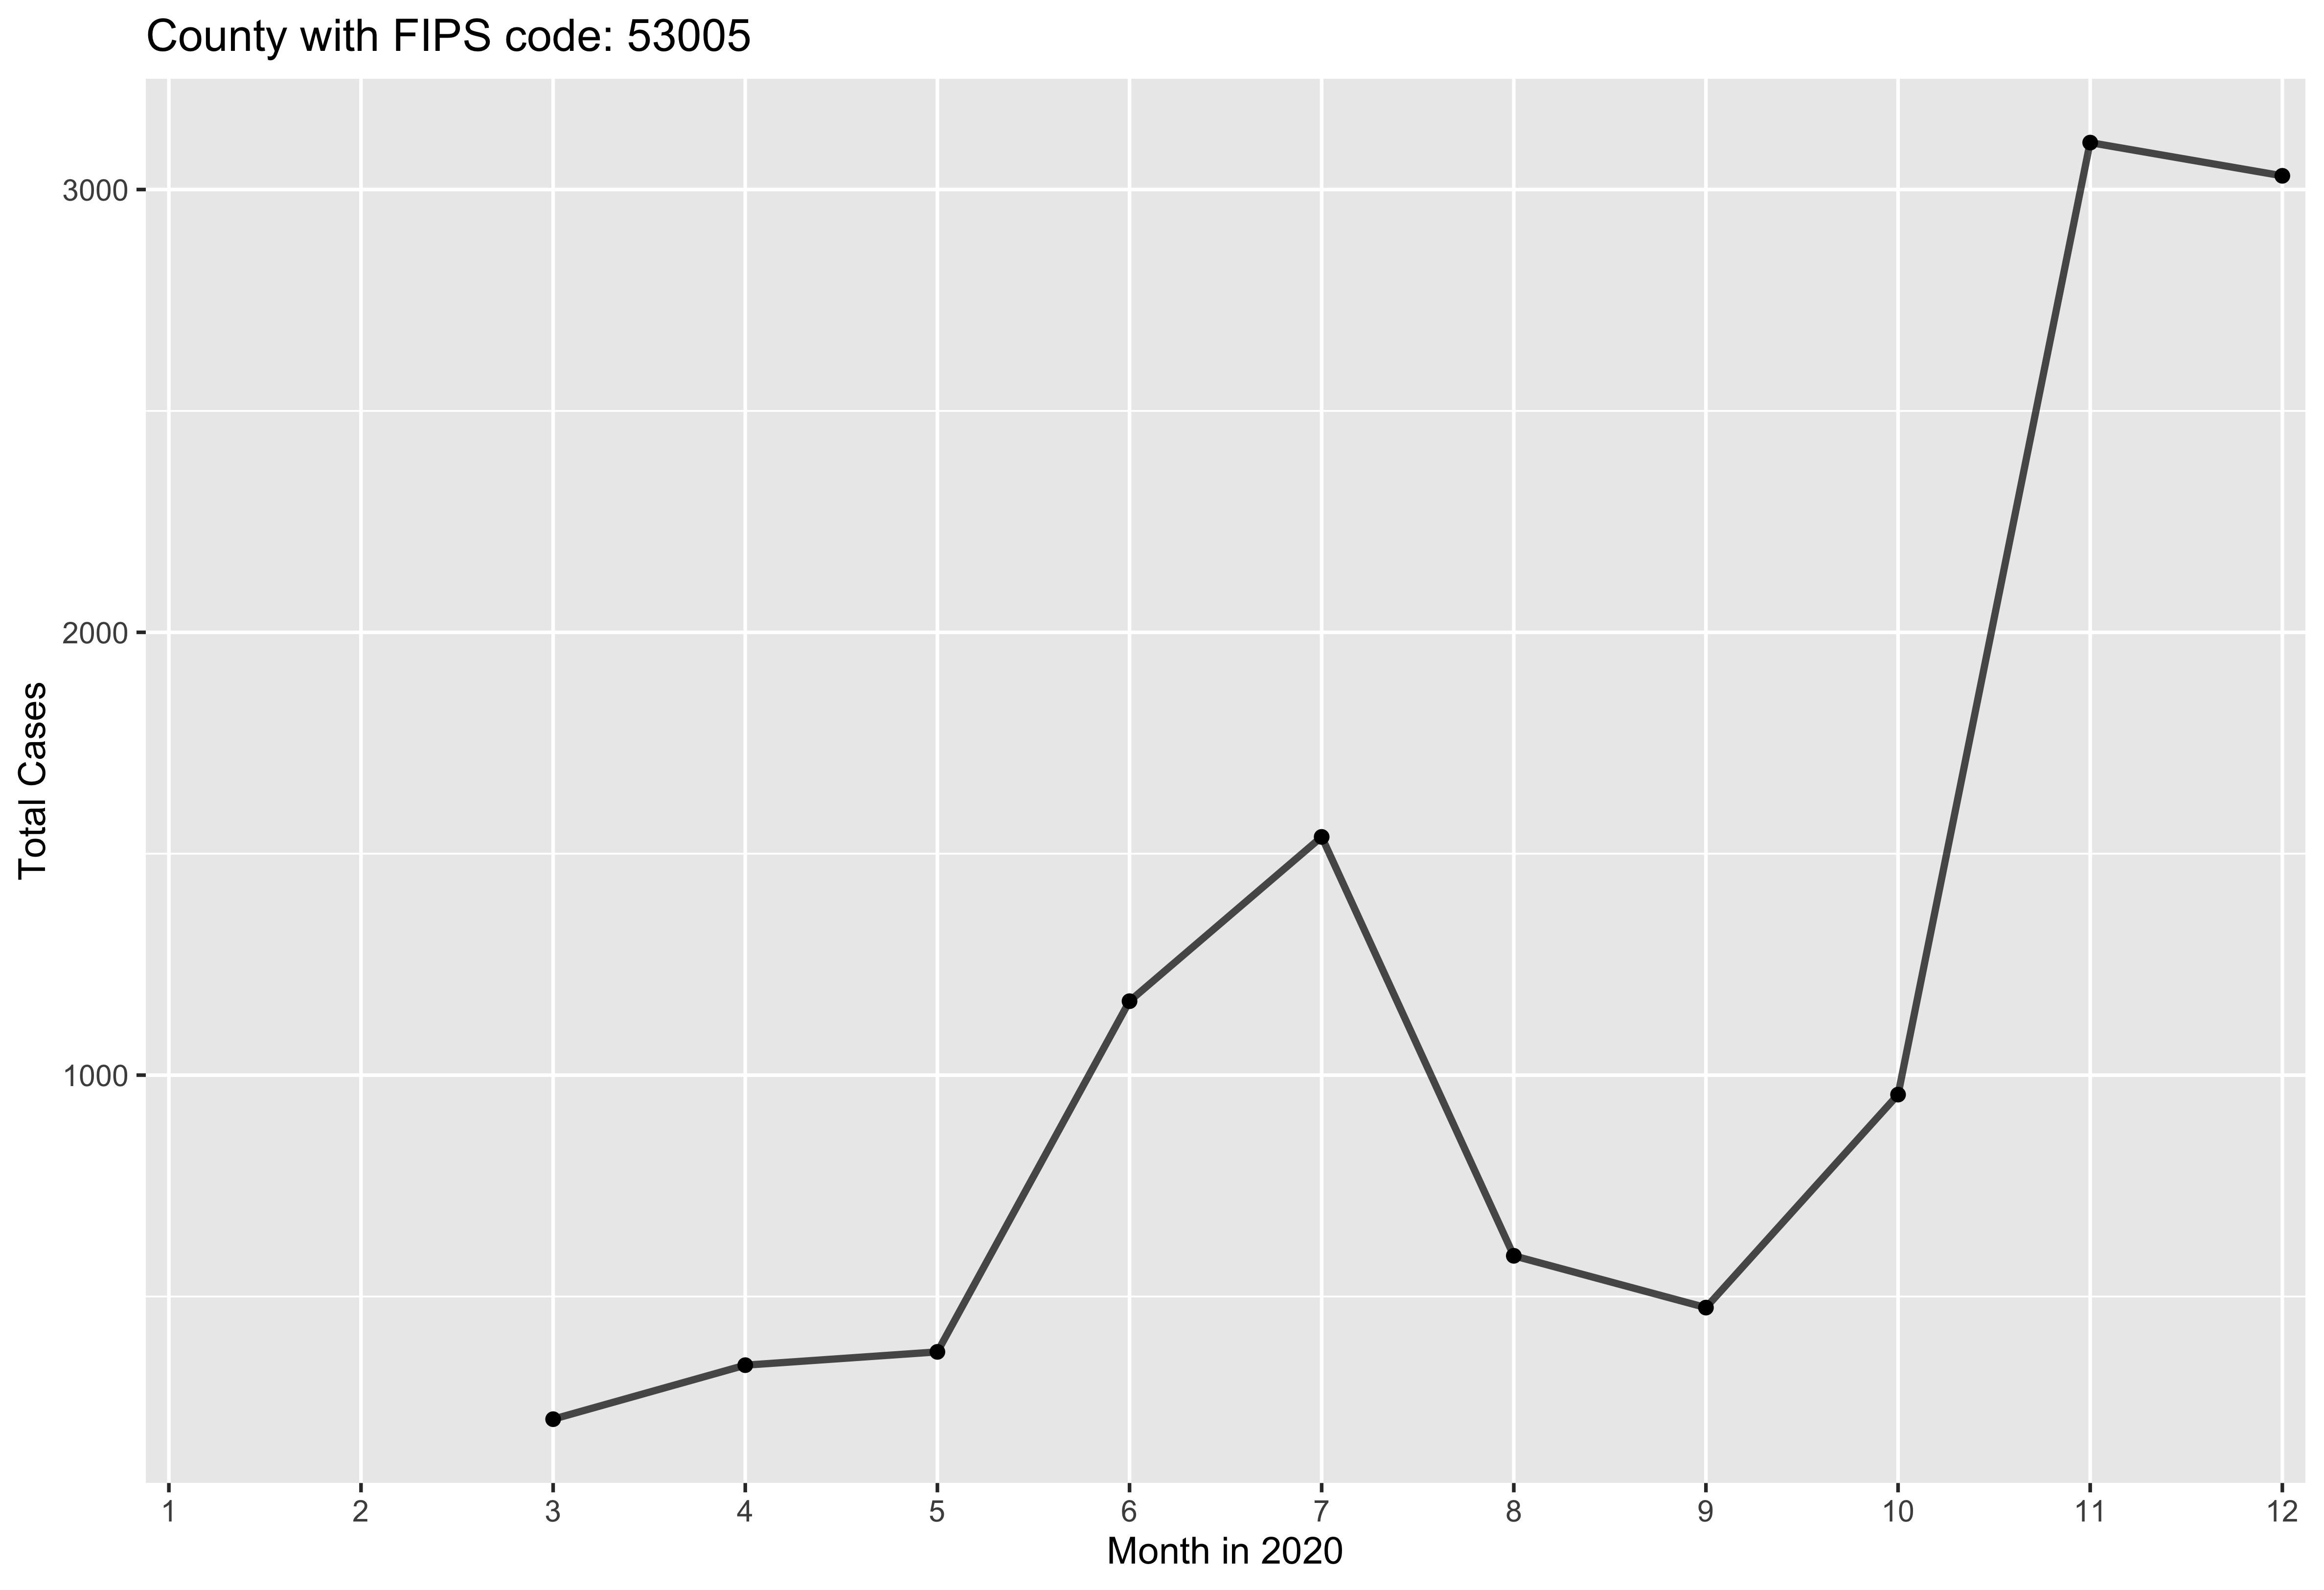 County with FIPS code: 53005
Total Cases
3000
2000
1000
1 2 3 4 5 6 7 8 9 10 11 12
Month in 2020